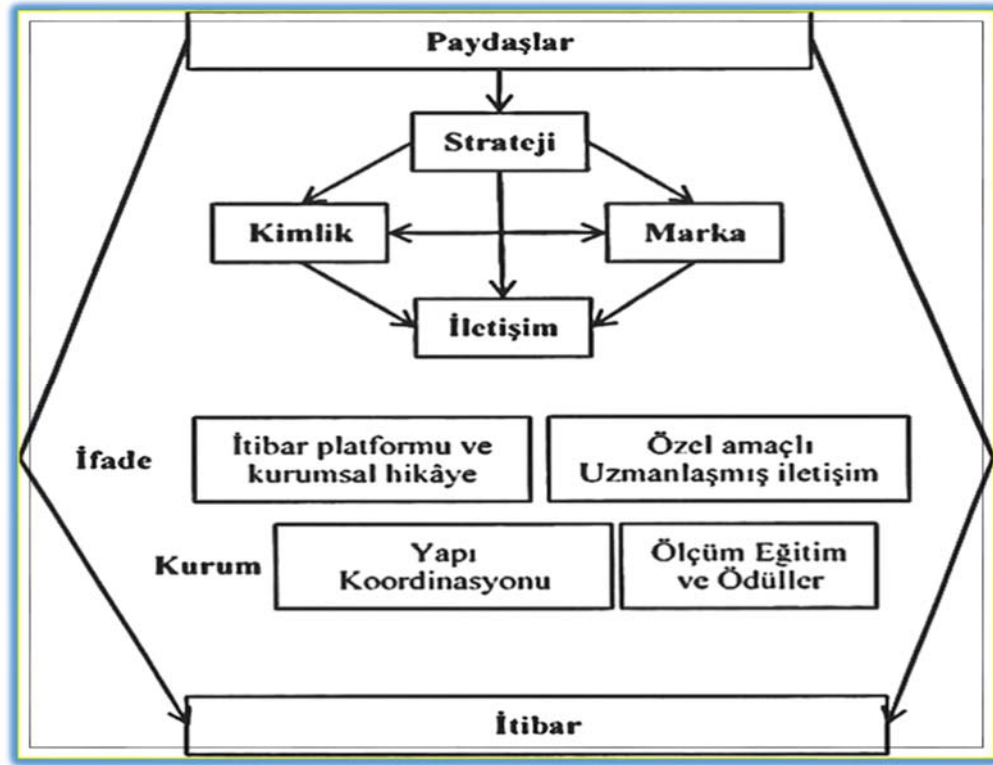 Paydaşlar
Strateji
Kimlik
Marka
İletişim
İfade
İtibar platformu ve
kurumsal hikâye
Özel amaçlı
Uzmanlaşmış iletişim
Kurum
Yapı
Koordinasyonu
Ölçüm Eğitim
ve Ödüller
İtibar